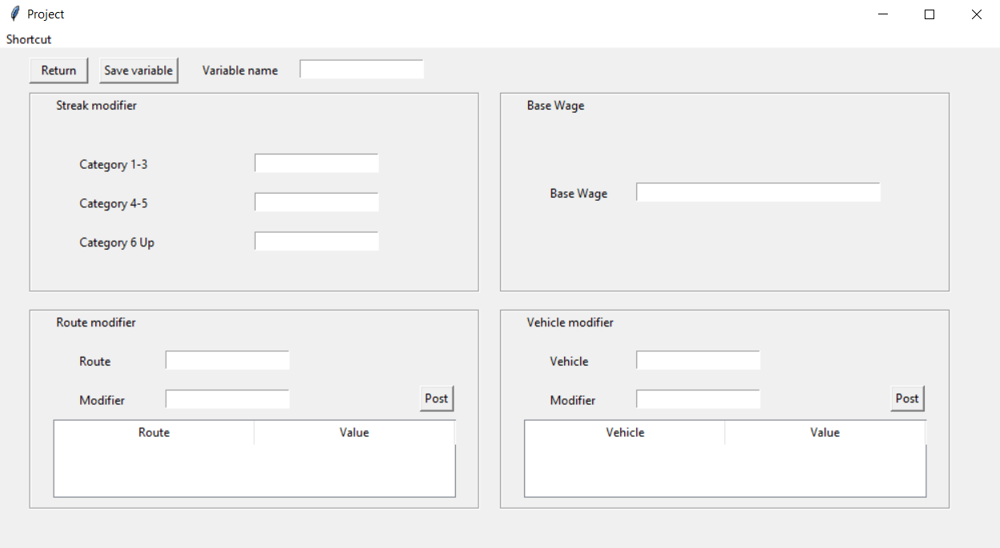 Project
Shortcut
Return Save variable Variable name
Streak modifier
Category 1-3
Category 4-5
Category 6 Up
Base Wage
Base Wage
Route modifier
Route
Modifier
Post
Route Value
Vehicle modifier
Vehicle
Modifier
Post
Vehicle Value